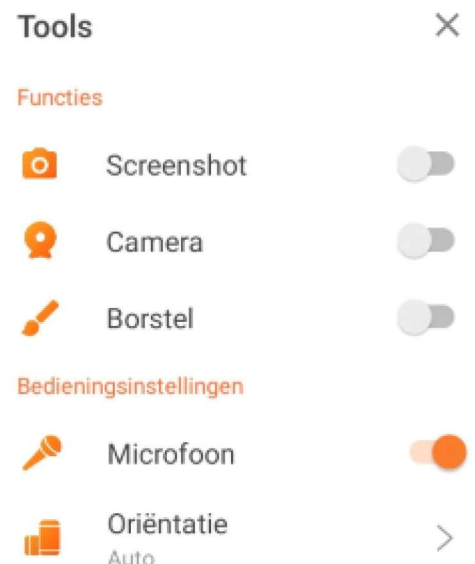 Tools
Functies
Screenshot
Camera
Borstel
Bedieningsinstellingen
Microfoon
Oriëntatie
Auto